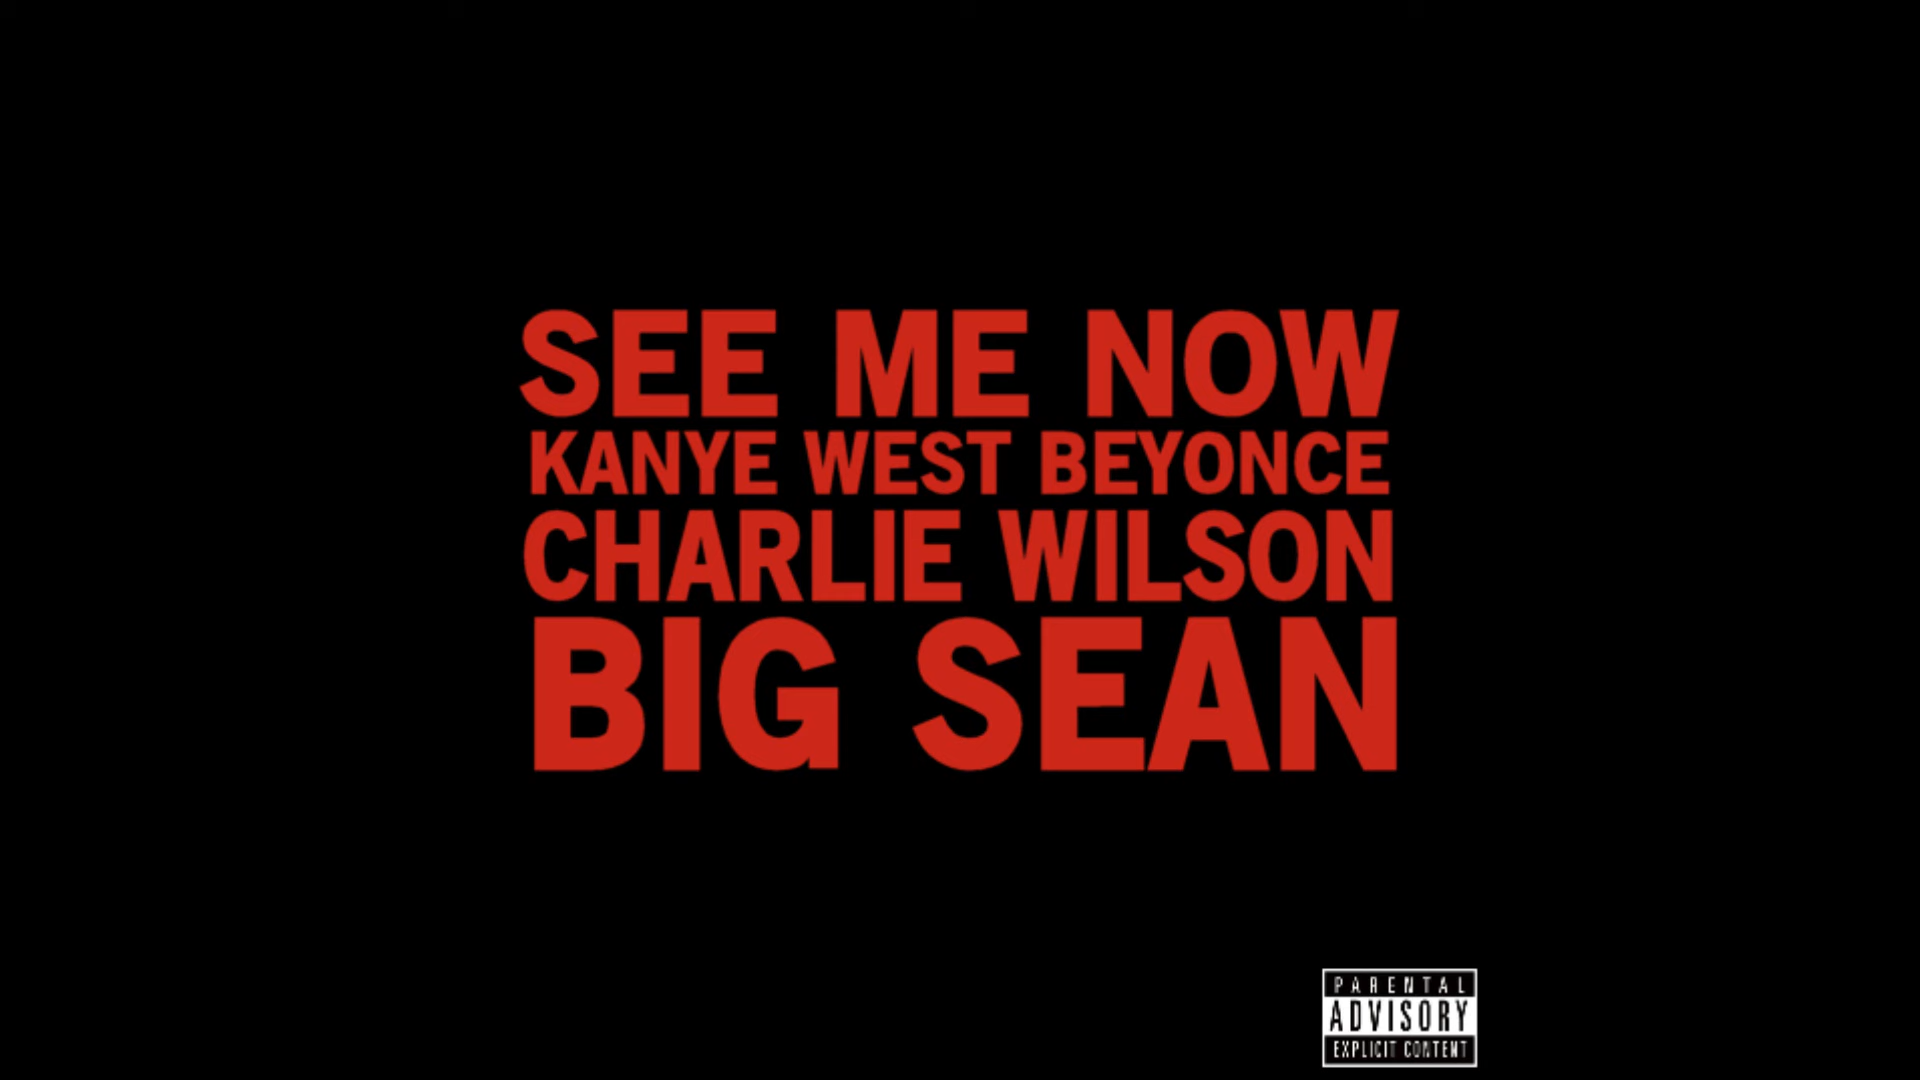 SEE ME NOW
KANYE WEST BEYONCE
CHARLIE WILSON
BIG SEAN
PARENTAL
ADVISORY
EXPLICIT CONTENT